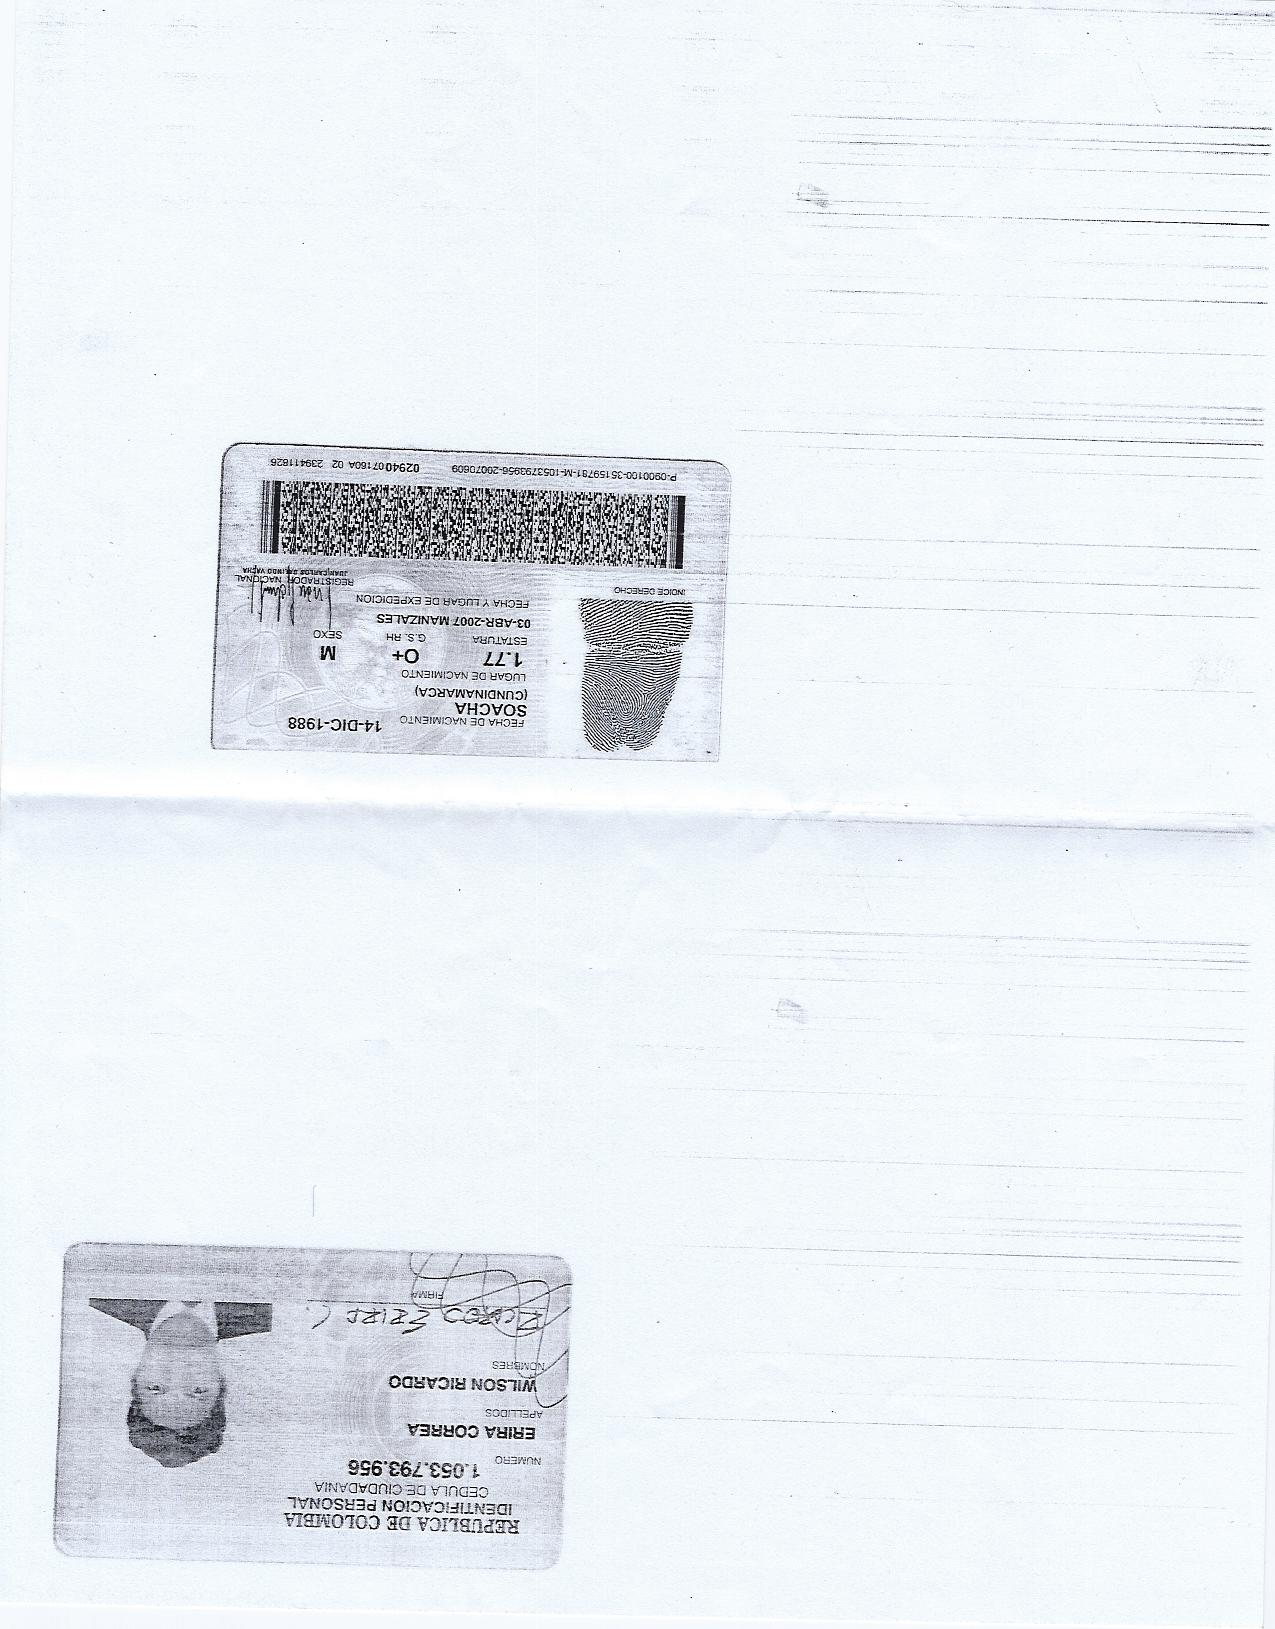 REPUBLICA DE COLOMBIA
IDENTIFICACION PERSONAL
CEDULA DE CIUDADANIA
NUMERO 1.053.793.956
ERIRA CORREA
APELLIDOS
WILSON RICARDO
NOMBRES
RICARDO ERIRA C.
FIRMA
FECHA DE NACIMIENTO 14-DIC-1988
SOACHA
(CUNDINAMARCA)
LUGAR DE NACIMIENTO
1.77 O+ M
ESTATURA G.S. RH SEXO
03-ABR-2007 MANIZALES
FECHA Y LUGAR DE EXPEDICION
INDICE DERECHO
REGISTRADOR NACIONAL
JUAN CARLOS GALINDO VACHA
P-0900100-35159781-M-1053793956-20070609 0294007160A 02 239411826